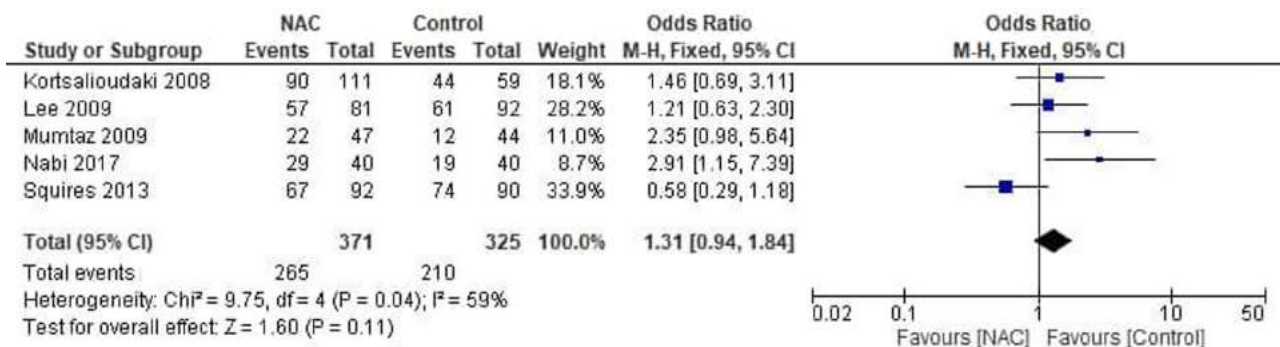 NAC Control Odds Ratio Odds Ratio
Study or Subgroup Events Total Events Total Weight M-H, Fixed, 95% CI M-H, Fixed, 95% CI
Kortsalioudaki 2008 90 111 44 59 18.1% 1.46 [0.69, 3.11]
Lee 2009 57 81 61 92 28.2% 1.21 [0.63, 2.30]
Mumtaz 2009 22 47 12 44 11.0% 2.35 [0.98, 5.64]
Nabi 2017 29 40 19 40 8.7% 2.91 [1.15, 7.39]
Squires 2013 67 92 74 90 33.9% 0.58 [0.29, 1.18]
Total (95% CI) 371 325 100.0% 1.31 [0.94, 1.84]
Total events 265 210
Heterogeneity: Chi² = 9.75, df = 4 (P = 0.04); I² = 59%
Test for overall effect: Z = 1.60 (P = 0.11)
0.02 0.1 1 10 50
Favours [NAC] Favours [Control]